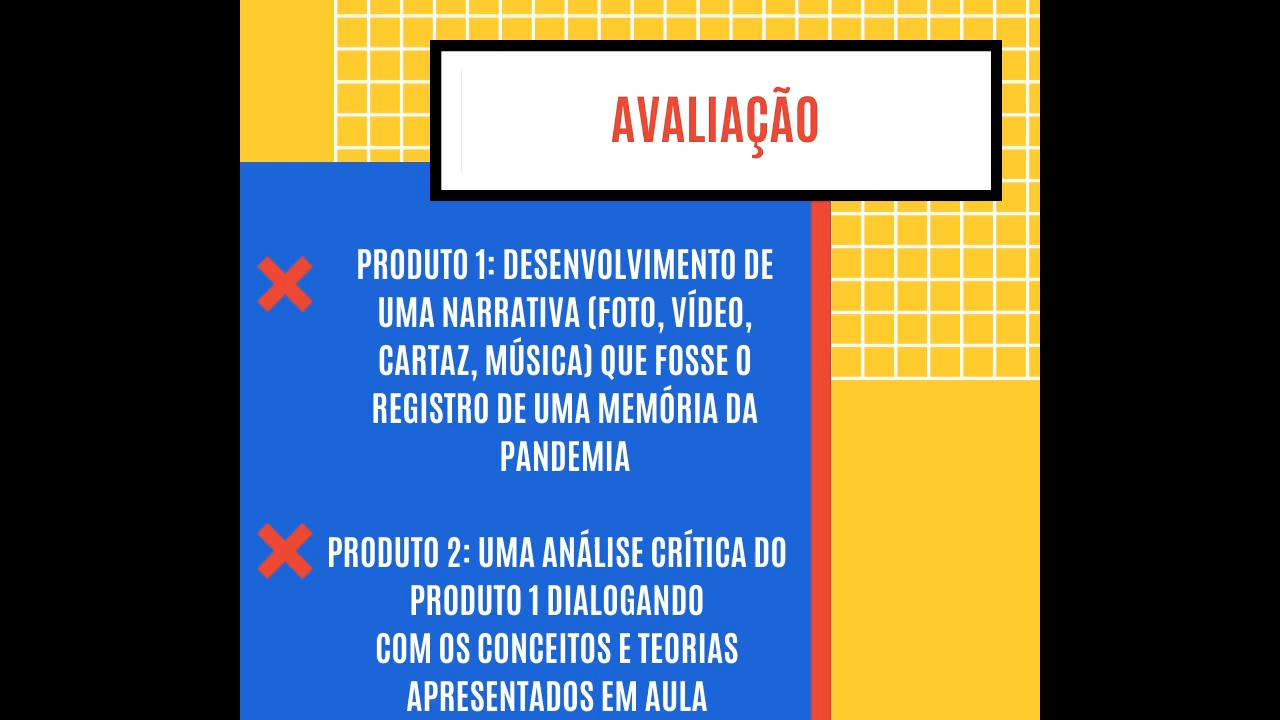 AVALIAÇÃO
PRODUTO 1: DESENVOLVIMENTO DE
UMA NARRATIVA (FOTO, VÍDEO,
CARTAZ, MÚSICA) QUE FOSSE O
REGISTRO DE UMA MEMÓRIA DA
PANDEMIA
PRODUTO 2: UMA ANÁLISE CRÍTICA DO
PRODUTO 1 DIALOGANDO
COM OS CONCEITOS E TEORIAS
APRESENTADOS EM AULA